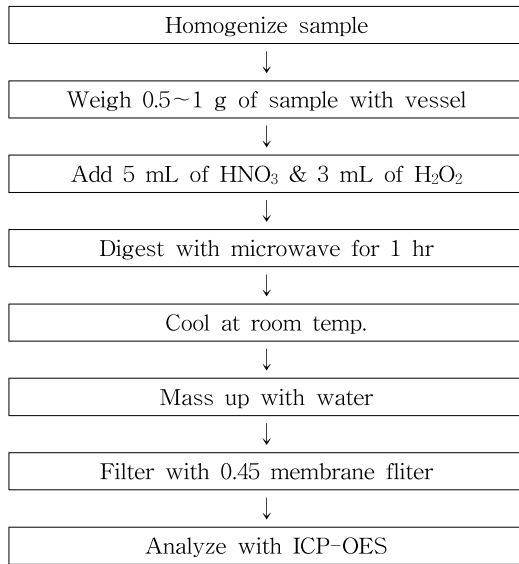 Homogenize sample
↓
Weigh 0.5~1 g of sample with vessel
↓
Add 5 mL of HNO₃ & 3 mL of H₂O₂
↓
Digest with microwave for 1 hr
↓
Cool at room temp.
↓
Mass up with water
↓
Filter with 0.45 membrane fliter
↓
Analyze with ICP-OES